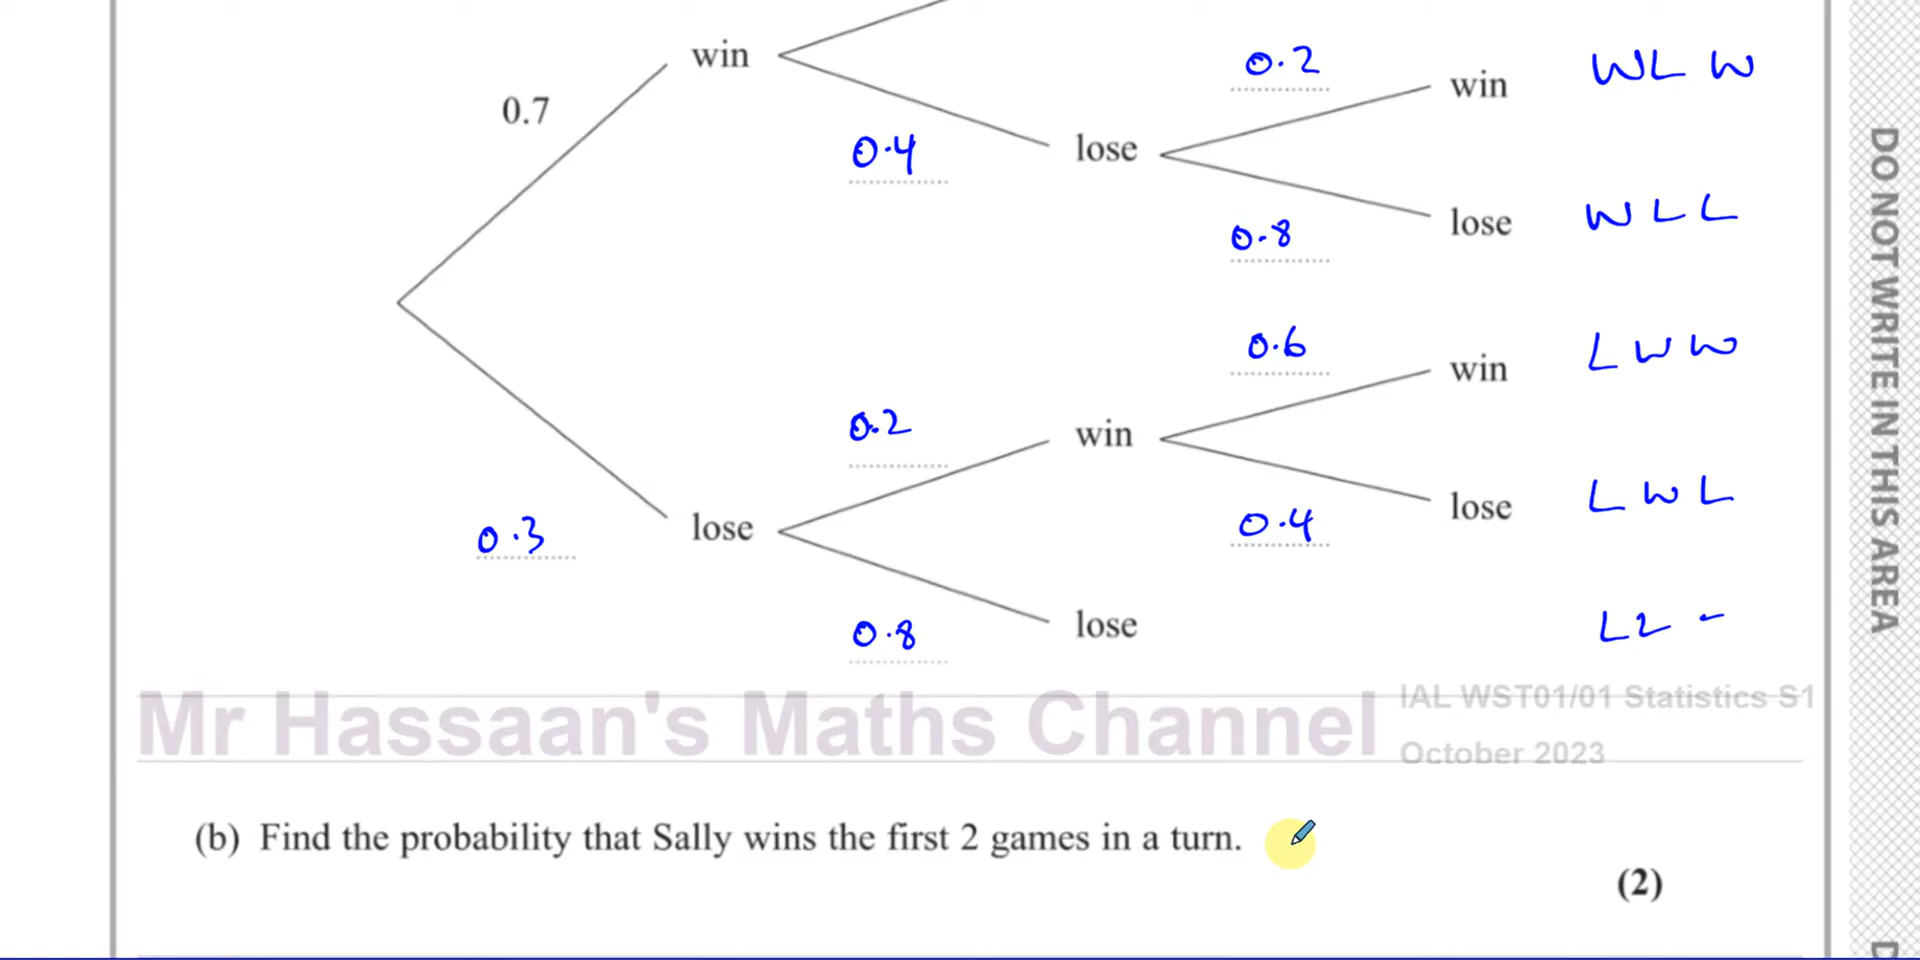 win
0.2
win
WLW
0.7
0.4
lose
0.8
lose
WLL
0.6
win
LWW
0.2
win
0.4
lose
LWL
0.3
lose
0.8
lose
LL -
DO NOT WRITE IN THIS AREA
Mr Hassaan's Maths Channel
IAL WST01/01 Statistics S1
October 2023
(b) Find the probability that Sally wins the first 2 games in a turn.
(2)
D